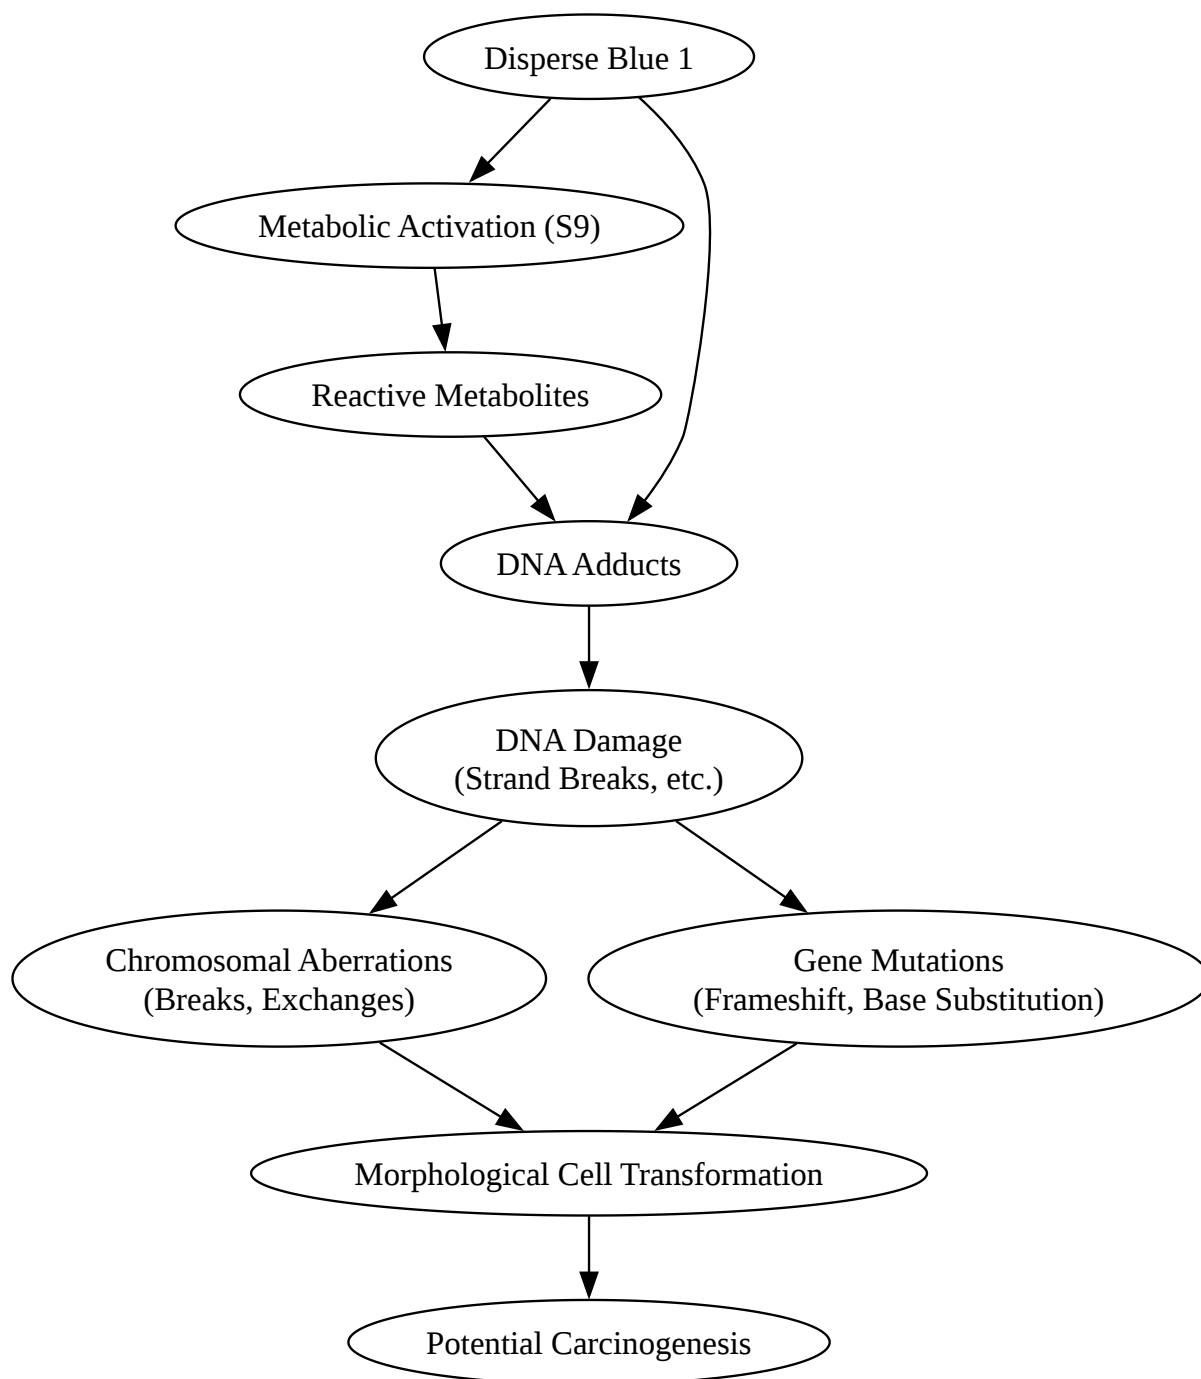 Disperse Blue 1
Metabolic Activation (S9)
Reactive Metabolites
DNA Adducts
DNA Damage
(Strand Breaks, etc.)
Chromosomal Aberrations
(Breaks, Exchanges)
Gene Mutations
(Frameshift, Base Substitution)
Morphological Cell Transformation
Potential Carcinogenesis